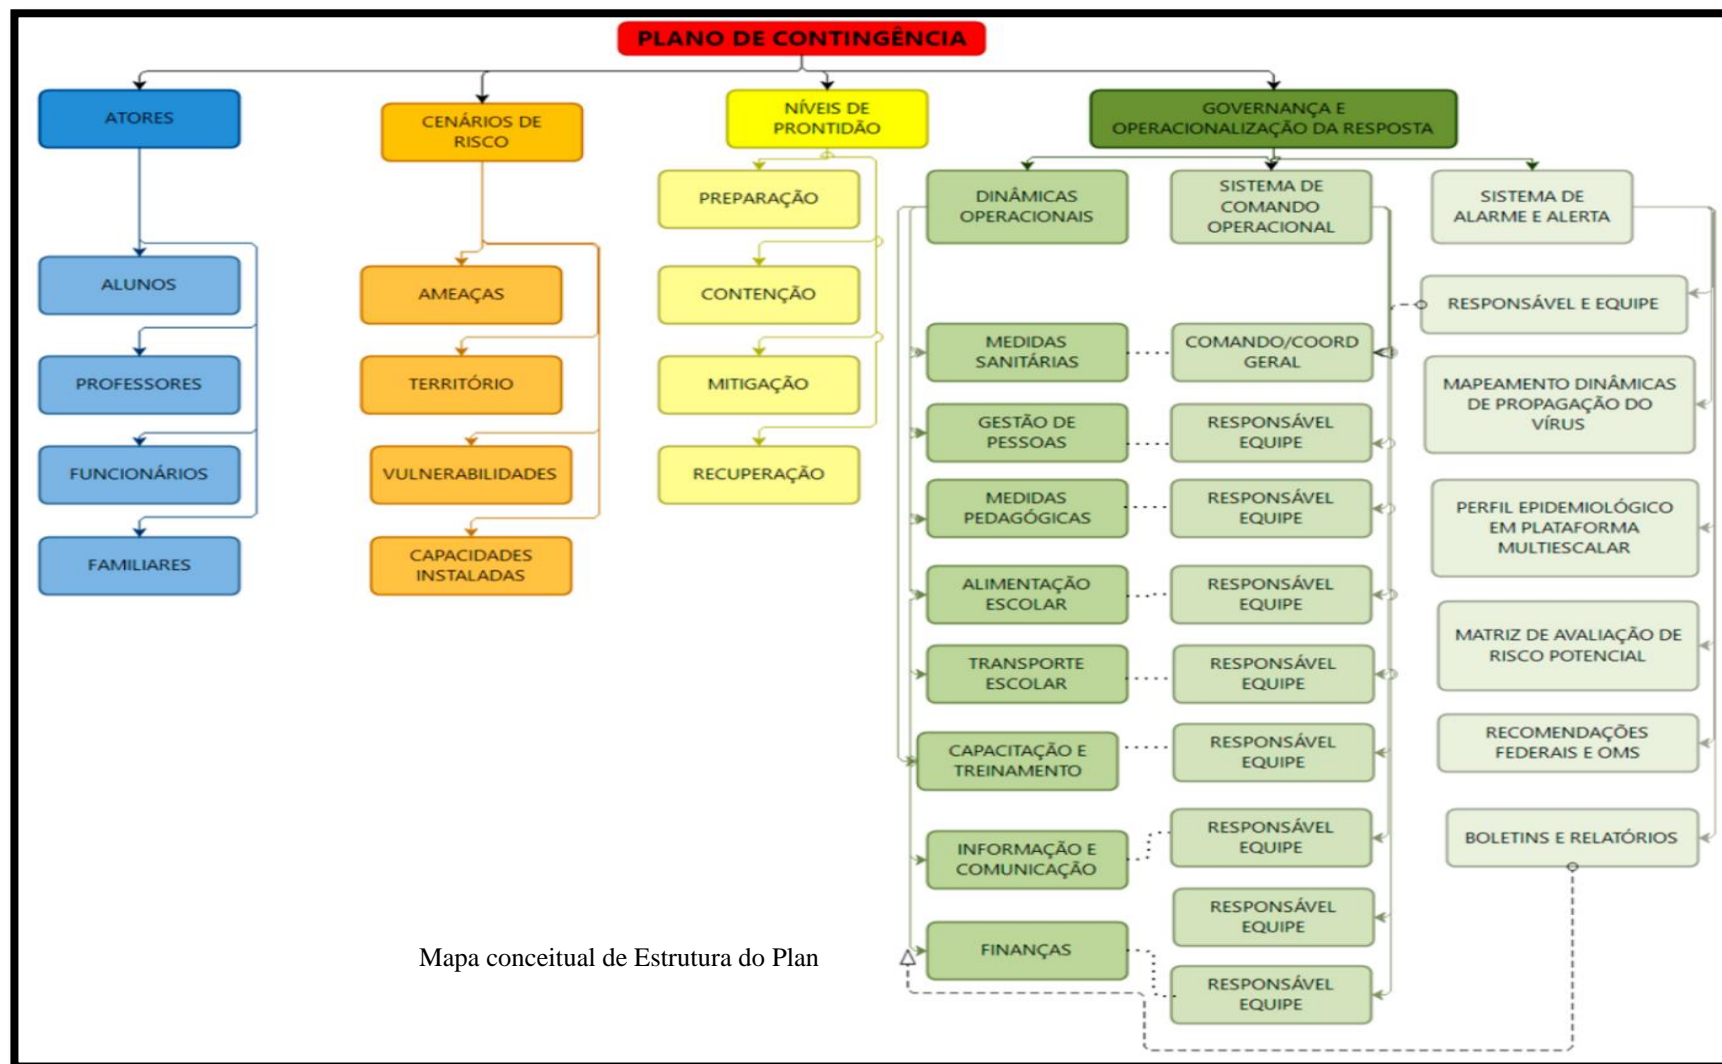 PLANO DE CONTINGÊNCIA
ATORES
ALUNOS
PROFESSORES
FUNCIONÁRIOS
FAMILIARES
CENÁRIOS DE
RISCO
AMEAÇAS
TERRITÓRIO
VULNERABILIDADES
CAPACIDADES
INSTALADAS
NÍVEIS DE
PRONTIDÃO
PREPARAÇÃO
CONTENÇÃO
MITIGAÇÃO
RECUPERAÇÃO
GOVERNANÇA E
OPERACIONALIZAÇÃO DA RESPOSTA
DINÂMICAS
OPERACIONAIS
MEDIDAS
SANITÁRIAS
GESTÃO DE
PESSOAS
MEDIDAS
PEDAGÓGICAS
ALIMENTAÇÃO
ESCOLAR
TRANSPORTE
ESCOLAR
CAPACITAÇÃO E
TREINAMENTO
INFORMAÇÃO E
COMUNICAÇÃO
FINANÇAS
SISTEMA DE
COMANDO
OPERACIONAL
COMANDO/COORD
GERAL
RESPONSÁVEL
EQUIPE
RESPONSÁVEL
EQUIPE
RESPONSÁVEL
EQUIPE
RESPONSÁVEL
EQUIPE
RESPONSÁVEL
EQUIPE
RESPONSÁVEL
EQUIPE
RESPONSÁVEL
EQUIPE
RESPONSÁVEL
EQUIPE
SISTEMA DE
ALARME E ALERTA
RESPONSÁVEL E EQUIPE
MAPEAMENTO DINÂMICAS
DE PROPAGAÇÃO DO
VÍRUS
PERFIL EPIDEMIOLÓGICO
EM PLATAFORMA
MULTIESCALAR
MATRIZ DE AVALIAÇÃO DE
RISCO POTENCIAL
RECOMENDAÇÕES
FEDERAIS E OMS
BOLETINS E RELATÓRIOS
Mapa conceitual de Estrutura do Plan